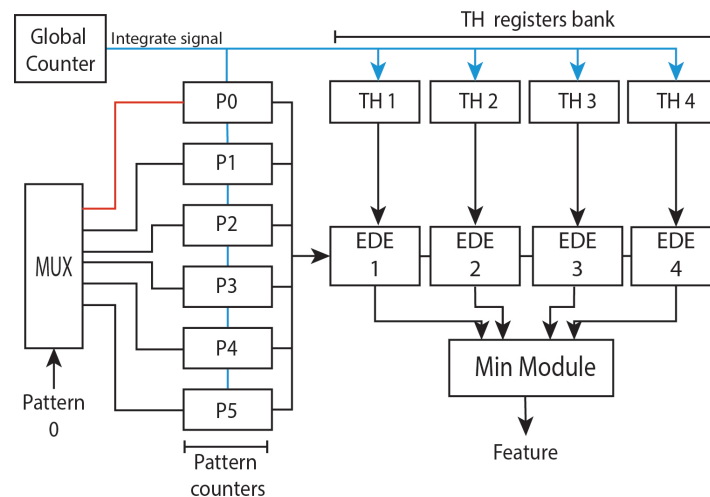 TH registers bank
Global
Counter
Integrate signal
P0
TH 1
TH 2
TH 3
TH 4
P1
P2
MUX
P3
P4
P5
EDE
1
EDE
2
EDE
3
EDE
4
Min Module
Pattern
0
Pattern
counters
Feature